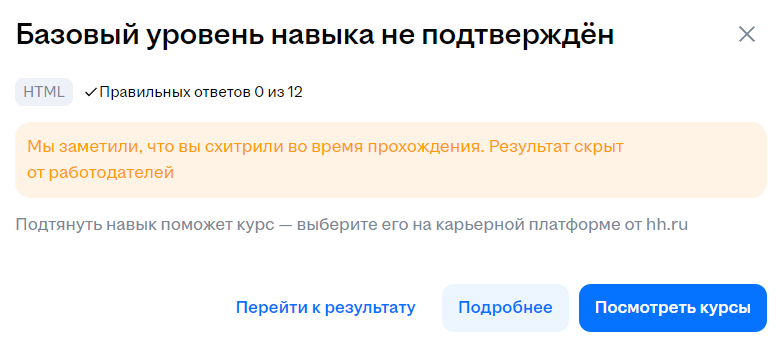 Базовый уровень навыка не подтверждён
HTML ✓Правильных ответов 0 из 12
Мы заметили, что вы схитрили во время прохождения. Результат скрыт
от работодателей
Подтянуть навык поможет курс — выберите его на карьерной платформе от hh.ru
Перейти к результату Подробнее Посмотреть курсы